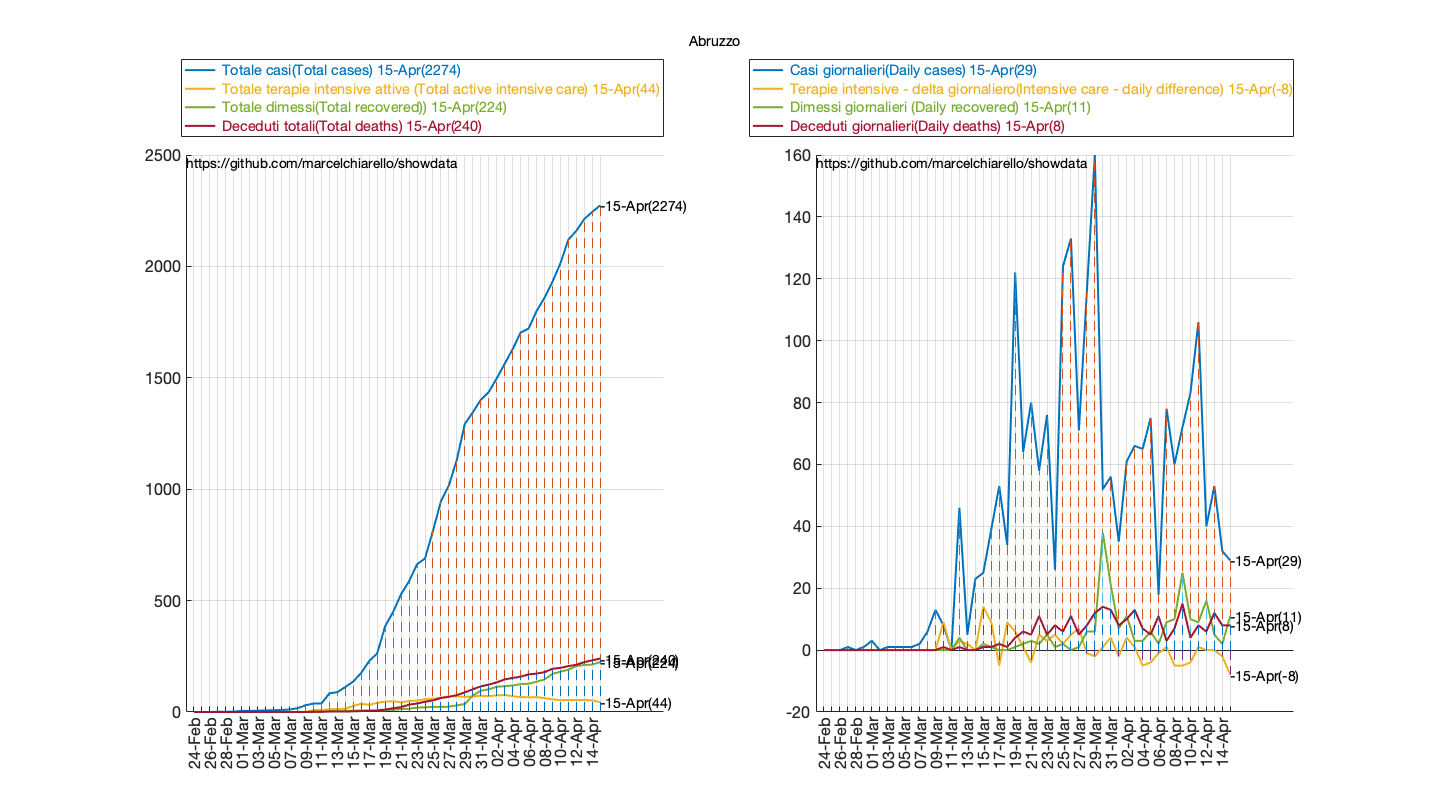 Abruzzo
Totale casi(Total cases) 15-Apr(2274)
Totale terapie intensive attive (Total active intensive care) 15-Apr(44)
Totale dimessi(Total recovered)) 15-Apr(224)
Deceduti totali(Total deaths) 15-Apr(240)
https://github.com/marcelchiarello/showdata
2500
2000
1500
1000
500
0
15-Apr(2274)
15-Apr(240)
15-Apr(224)
15-Apr(44)
24-Feb
26-Feb
28-Feb
01-Mar
03-Mar
05-Mar
07-Mar
09-Mar
11-Mar
13-Mar
15-Mar
17-Mar
19-Mar
21-Mar
23-Mar
25-Mar
27-Mar
29-Mar
31-Mar
02-Apr
04-Apr
06-Apr
08-Apr
10-Apr
12-Apr
14-Apr
Casi giornalieri(Daily cases) 15-Apr(29)
Terapie intensive - delta giornaliero(Intensive care - daily difference) 15-Apr(-8)
Dimessi giornalieri (Daily recovered) 15-Apr(11)
Deceduti giornalieri(Daily deaths) 15-Apr(8)
https://github.com/marcelchiarello/showdata
160
140
120
100
80
60
40
20
0
-20
15-Apr(29)
15-Apr(11)
15-Apr(8)
15-Apr(-8)
24-Feb
26-Feb
28-Feb
01-Mar
03-Mar
05-Mar
07-Mar
09-Mar
11-Mar
13-Mar
15-Mar
17-Mar
19-Mar
21-Mar
23-Mar
25-Mar
27-Mar
29-Mar
31-Mar
02-Apr
04-Apr
06-Apr
08-Apr
10-Apr
12-Apr
14-Apr